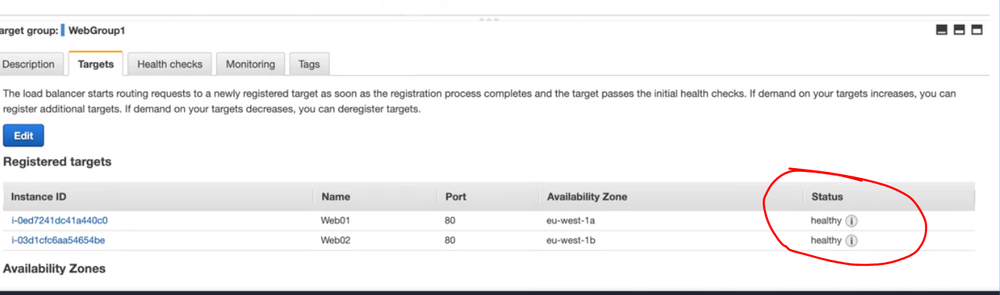 arget group: WebGroup1
Description Targets Health checks Monitoring Tags
The load balancer starts routing requests to a newly registered target as soon as the registration process completes and the target passes the initial health checks. If demand on your targets increases, you can
register additional targets. If demand on your targets decreases, you can deregister targets.
Edit
Registered targets
Instance ID Name Port Availability Zone Status
i-0ed7241dc41a440c0 Web01 80 eu-west-1a healthy i
i-03d1cfc6aa54654be Web02 80 eu-west-1b healthy i
Availability Zones